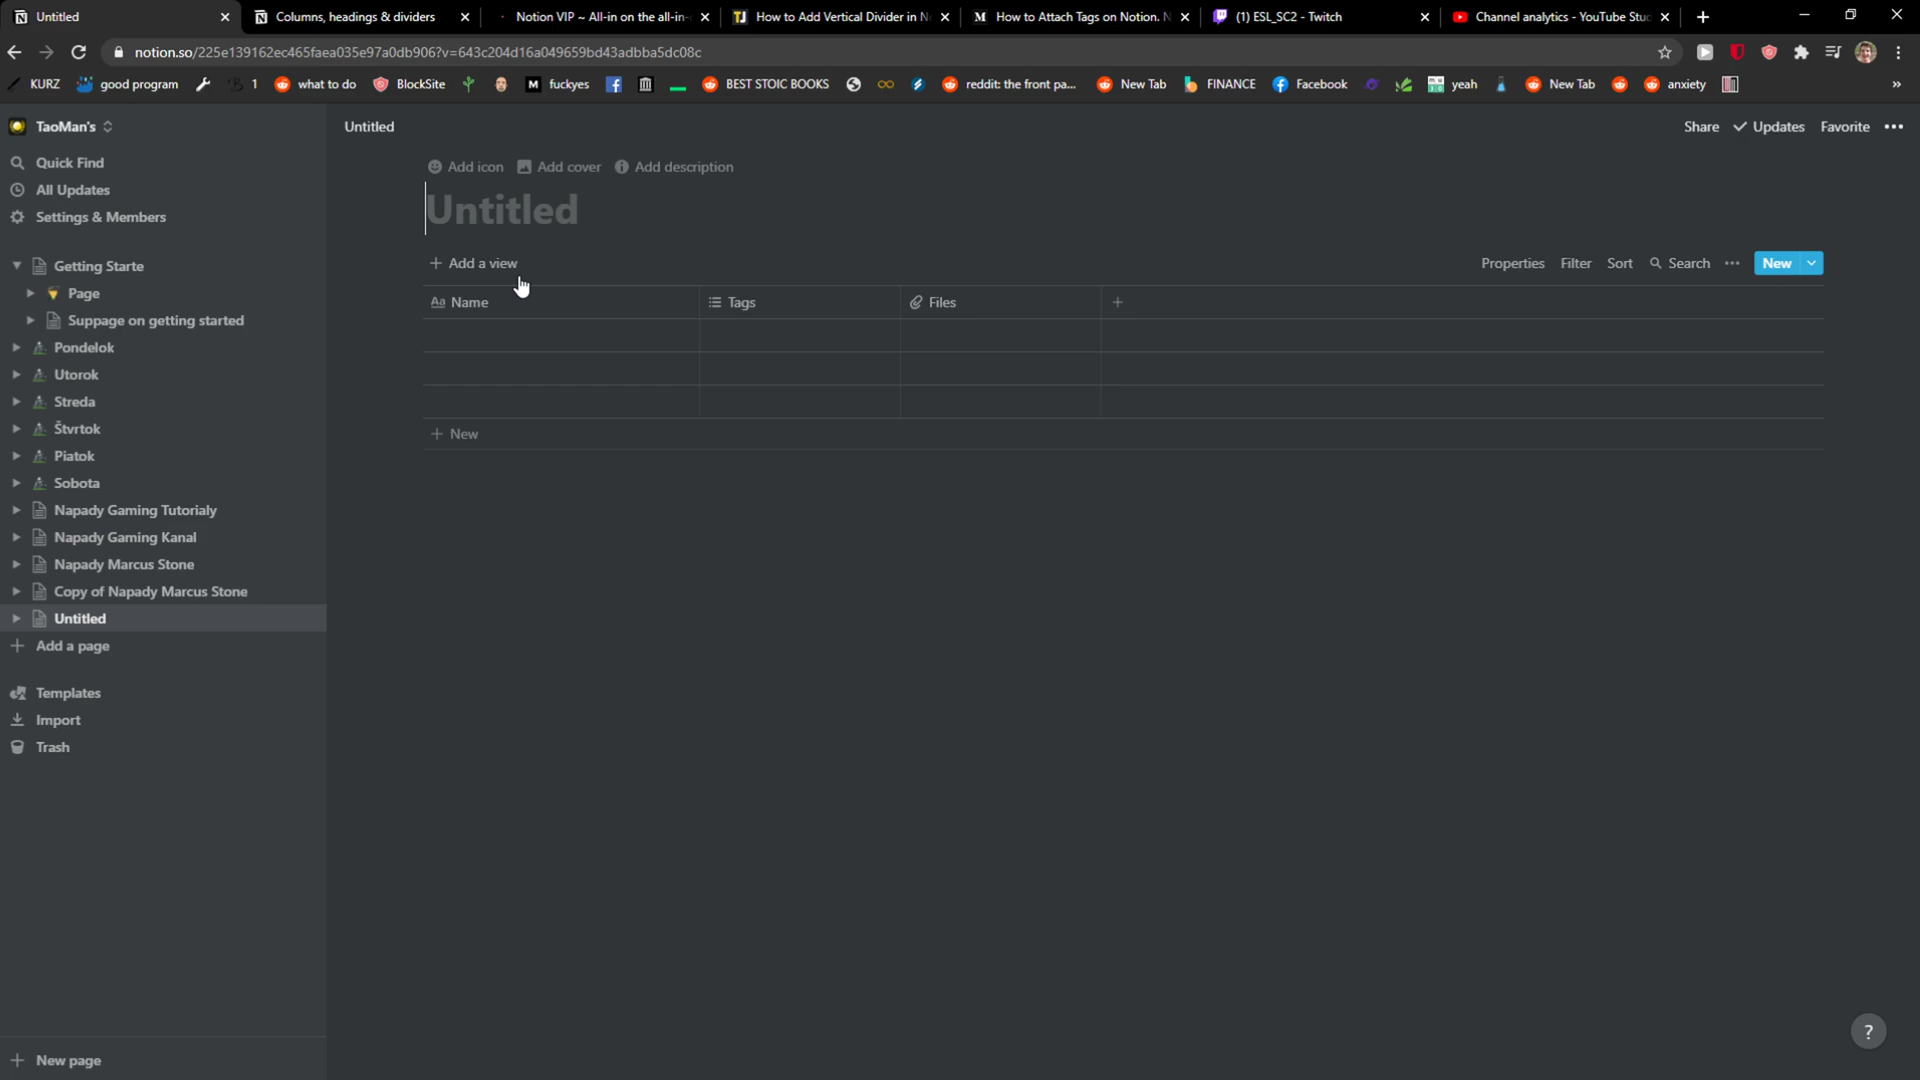 Untitled
Columns, headings & dividers
Notion VIP ~ All-in on the all-in-
How to Add Vertical Divider in N
How to Attach Tags on Notion. N
(1) ESL_SC2 - Twitch
Channel analytics - YouTube Stu
notion.so/225e139162ec465faea035e97a0db906?v=643c204d16a049659bd43adbba5dc08c
KURZ
good program
1
what to do
BlockSite
fuckyes
BEST STOIC BOOKS
reddit: the front pa...
New Tab
FINANCE
Facebook
yeah
New Tab
anxiety
»
TaoMan's
Untitled
Share
Updates
Favorite
Quick Find
All Updates
Settings & Members
Getting Starte
Page
Suppage on getting started
Pondelok
Utorok
Streda
Štvrtok
Piatok
Sobota
Napady Gaming Tutorialy
Napady Gaming Kanal
Napady Marcus Stone
Copy of Napady Marcus Stone
Untitled
Add a page
Templates
Import
Trash
New page
Add icon
Add cover
Add description
Untitled
Add a view
Properties
Filter
Sort
Search
New
Aa Name
Tags
Files
New
?